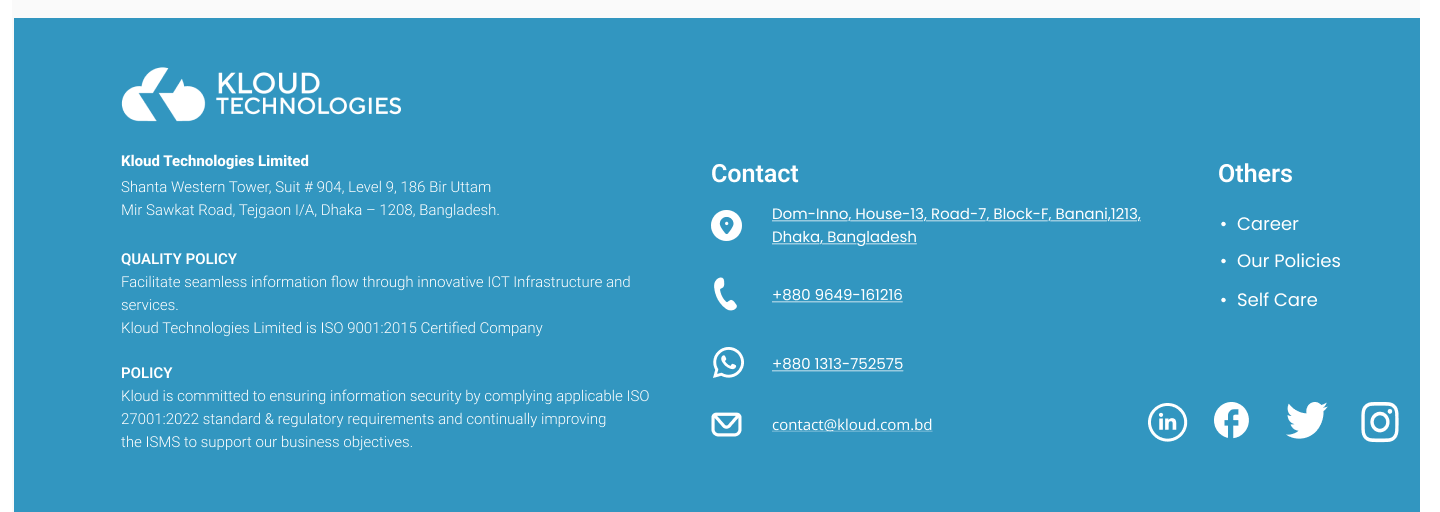 KLOUD
TECHNOLOGIES
Kloud Technologies Limited
Shanta Western Tower, Suit # 904, Level 9, 186 Bir Uttam
Mir Sawkat Road, Tejgaon I/A, Dhaka – 1208, Bangladesh.
QUALITY POLICY
Facilitate seamless information flow through innovative ICT Infrastructure and
services.
Kloud Technologies Limited is ISO 9001:2015 Certified Company
POLICY
Kloud is committed to ensuring information security by complying applicable ISO
27001:2022 standard & regulatory requirements and continually improving
the ISMS to support our business objectives.
Contact
Dom-Inno, House-13, Road-7, Block-F, Banani,1213,
Dhaka, Bangladesh
+880 9649-161216
+880 1313-752575
contact@kloud.com.bd
Others
• Career
• Our Policies
• Self Care
in